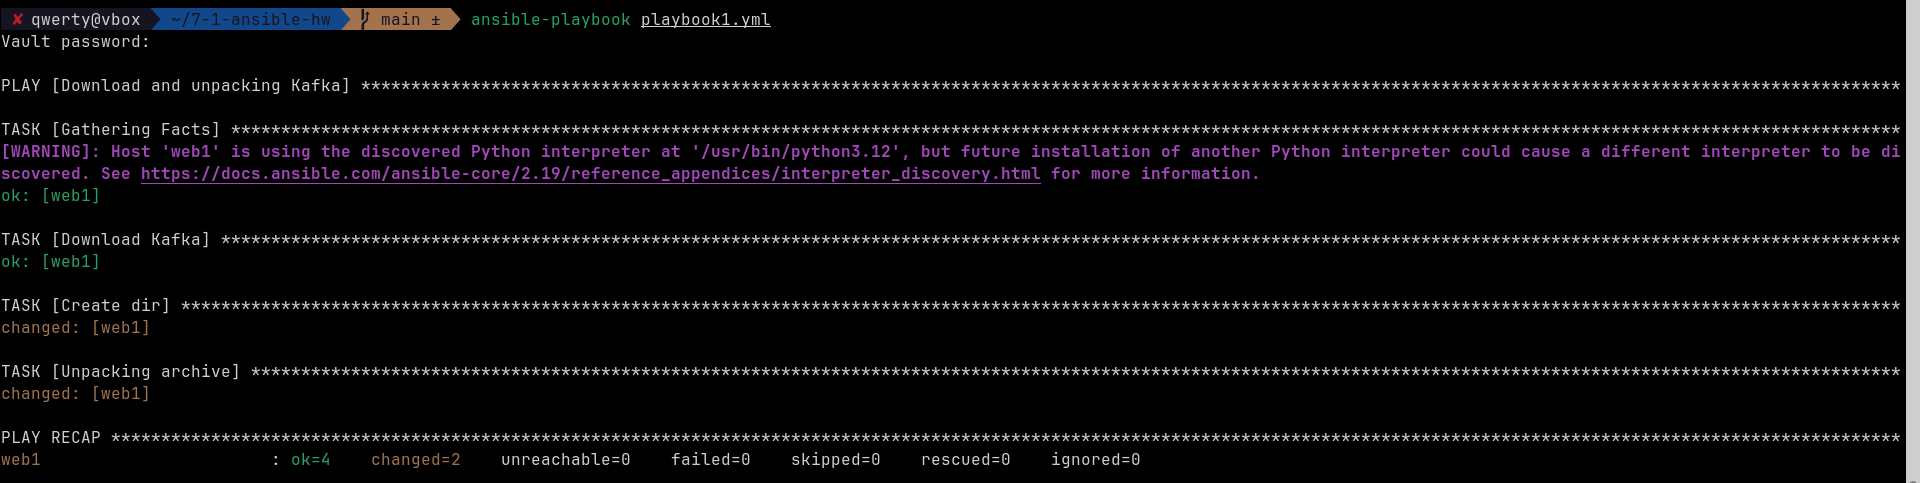 ✘ qwerty@vbox ~/7-1-ansible-hw main ± ansible-playbook playbook1.yml
Vault password:
PLAY [Download and unpacking Kafka] **********************************************************************************************************************************************************
TASK [Gathering Facts] ***********************************************************************************************************************************************************************
[WARNING]: Host 'web1' is using the discovered Python interpreter at '/usr/bin/python3.12', but future installation of another Python interpreter could cause a different interpreter to be di
scovered. See https://docs.ansible.com/ansible-core/2.19/reference_appendices/interpreter_discovery.html for more information.
ok: [web1]
TASK [Download Kafka] ************************************************************************************************************************************************************************
ok: [web1]
TASK [Create dir] ****************************************************************************************************************************************************************************
changed: [web1]
TASK [Unpacking archive] *********************************************************************************************************************************************************************
changed: [web1]
PLAY RECAP ***********************************************************************************************************************************************************************************
web1                       : ok=4    changed=2    unreachable=0    failed=0    skipped=0    rescued=0    ignored=0